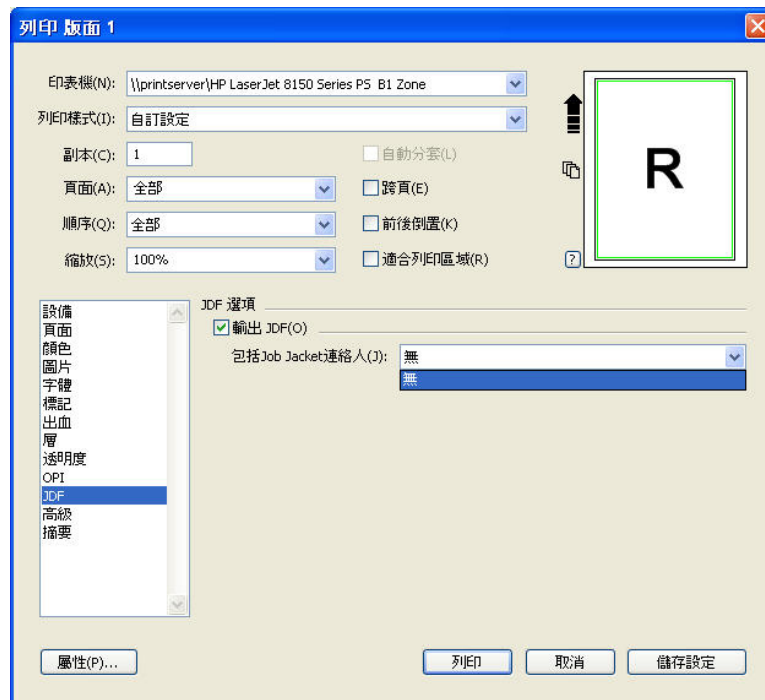 列印 版面 1
印表機(N): \\printserver\HP LaserJet 8150 Series PS B1 Zone
列印樣式(I): 自訂設定
副本(C): 1 自動分套(L)
頁面(A): 全部 跨頁(E)
順序(Q): 全部 前後倒置(K)
縮放(S): 100% 適合列印區域(R)
R
?
設備
頁面
顏色
圖片
字體
標記
出血
層
透明度
OPI
JDF
高級
摘要
JDF 選項
輸出 JDF(O)
包括Job Jacket連絡人(J): 無
無
屬性(P)... 列印 取消 儲存設定